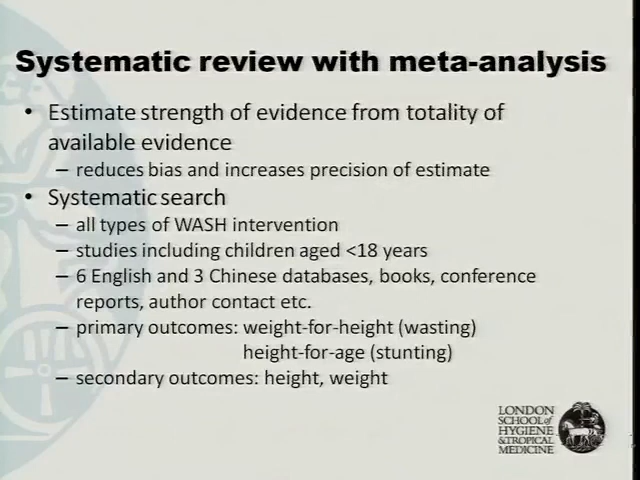 Systematic review with meta-analysis
• Estimate strength of evidence from totality of
available evidence
– reduces bias and increases precision of estimate
• Systematic search
– all types of WASH intervention
– studies including children aged <18 years
– 6 English and 3 Chinese databases, books, conference
reports, author contact etc.
– primary outcomes: weight-for-height (wasting)
height-for-age (stunting)
– secondary outcomes: height, weight
LONDON
SCHOOL of
HYGIENE
& TROPICAL
MEDICINE